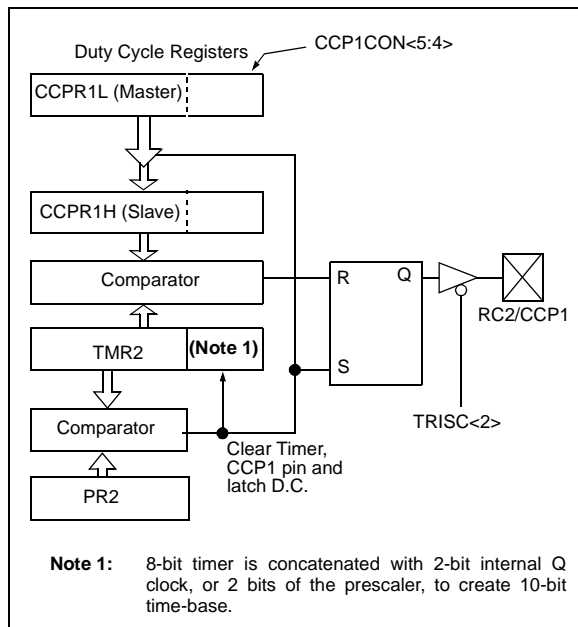 Duty Cycle Registers
CCP1CON<5:4>
CCPR1L (Master)
CCPR1H (Slave)
Comparator
R
Q
RC2/CCP1
TMR2
(Note 1)
S
Comparator
TRISC<2>
Clear Timer,
CCP1 pin and
latch D.C.
PR2
Note 1: 8-bit timer is concatenated with 2-bit internal Q
clock, or 2 bits of the prescaler, to create 10-bit
time-base.